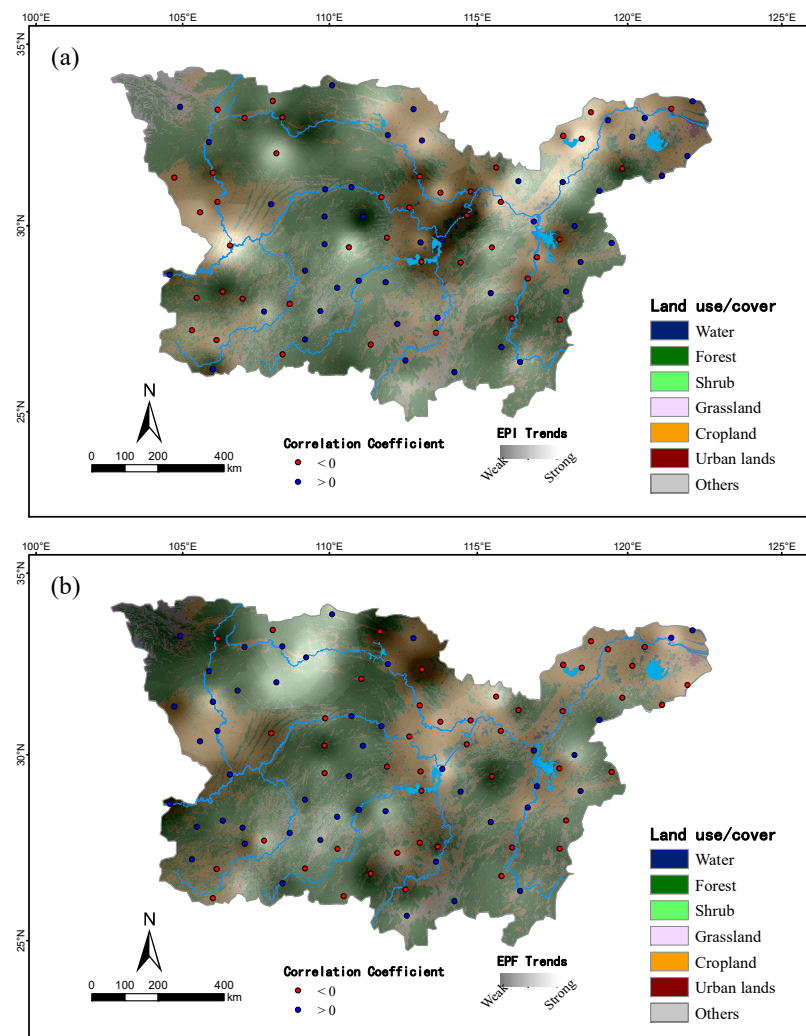 100°E 105°E 110°E 115°E 120°E 125°E
35°N
(a)
30°N
25°N
N
0 100 200 400
km
Correlation Coefficient
< 0
> 0
EPI Trends
Weak
Strong
Land use/cover
Water
Forest
Shrub
Grassland
Cropland
Urban lands
Others
100°E 105°E 110°E 115°E 120°E 125°E
35°N
(b)
30°N
25°N
N
0 100 200 400
km
Correlation Coefficient
< 0
> 0
EPF Trends
Weak
Strong
Land use/cover
Water
Forest
Shrub
Grassland
Cropland
Urban lands
Others